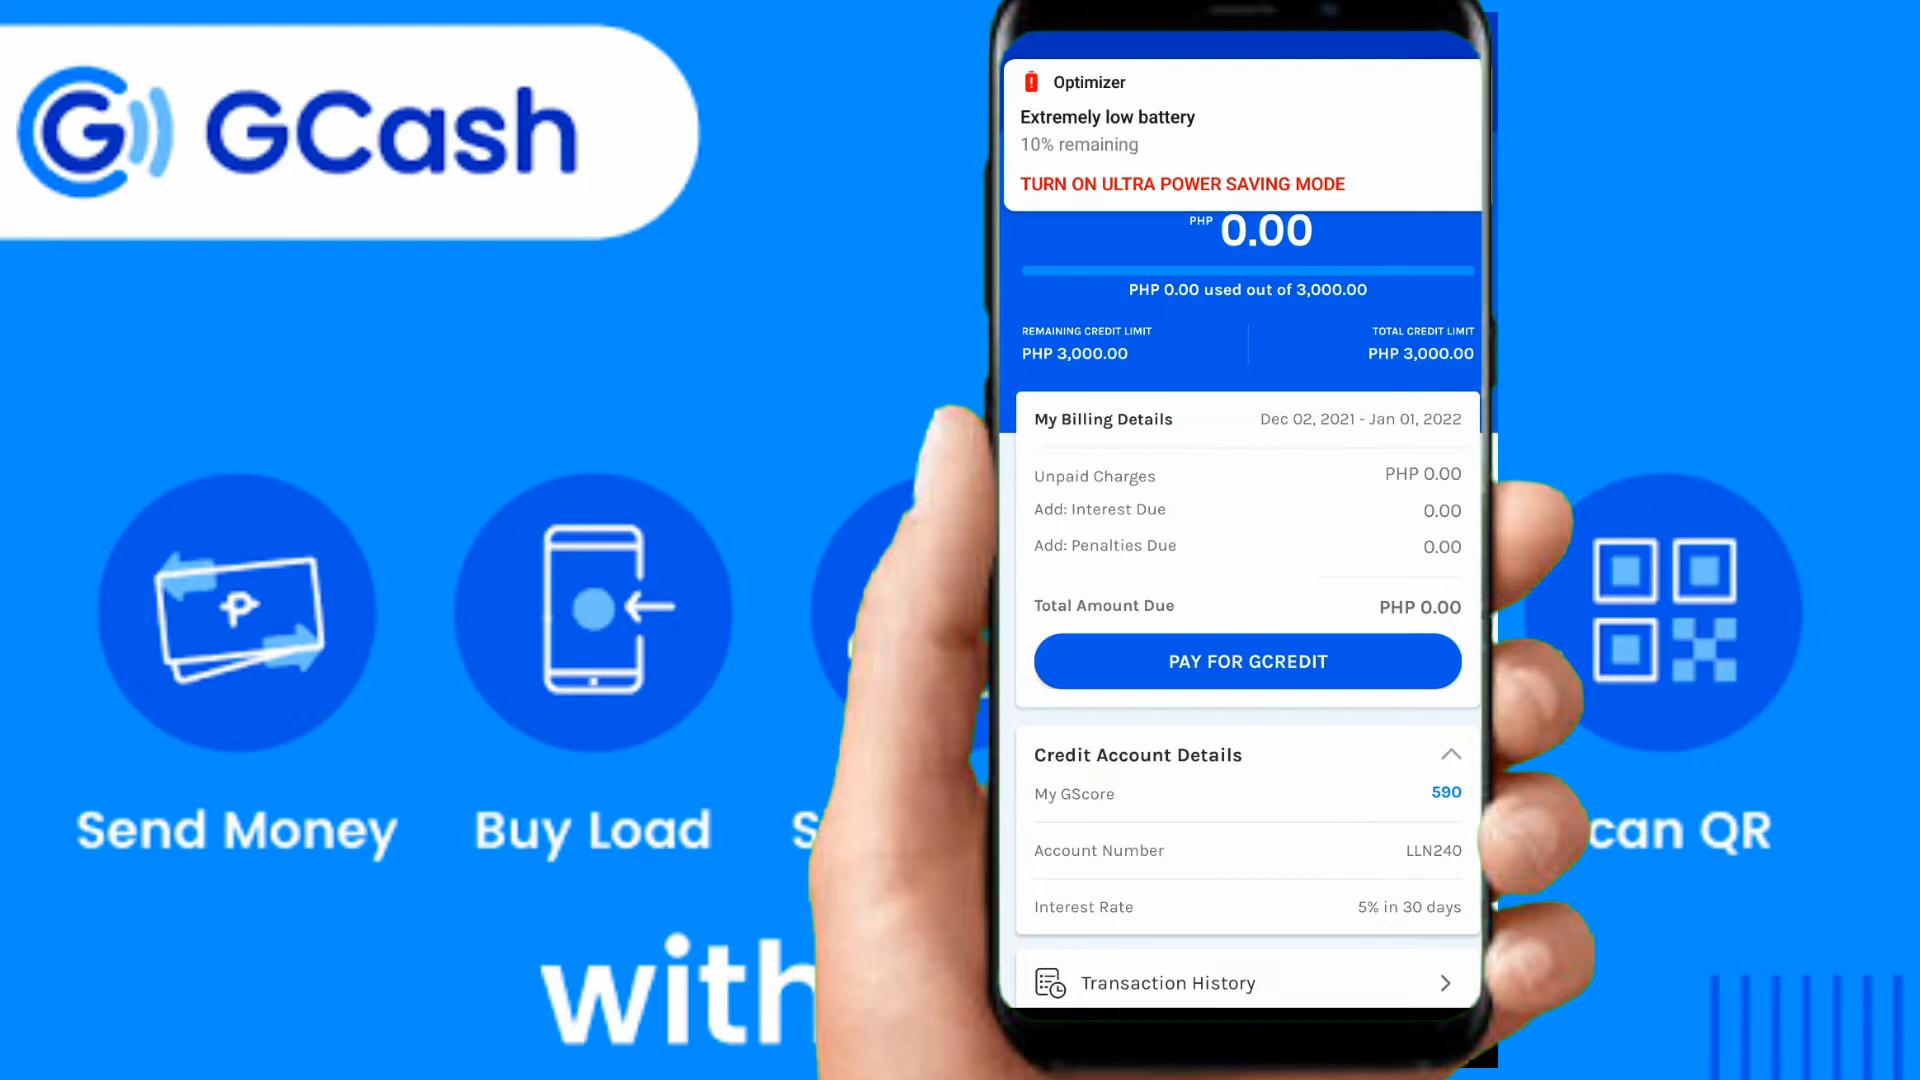 GCash
Optimizer
Extremely low battery
10% remaining
TURN ON ULTRA POWER SAVING MODE
PHP 0.00
PHP 0.00 used out of 3,000.00
REMAINING CREDIT LIMIT
PHP 3,000.00
TOTAL CREDIT LIMIT
PHP 3,000.00
My Billing Details
Dec 02, 2021 - Jan 01, 2022
Unpaid Charges
PHP 0.00
Add: Interest Due
0.00
Add: Penalties Due
0.00
Total Amount Due
PHP 0.00
PAY FOR GCREDIT
Credit Account Details
My GScore
590
Account Number
LLN240
Interest Rate
5% in 30 days
Transaction History
Send Money
Buy Load
can QR
with